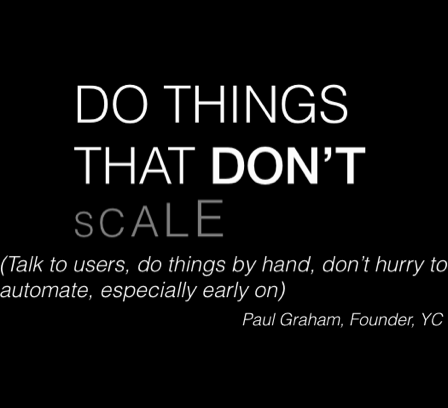 DO THINGS
THAT DON'T
SCALE
(Talk to users, do things by hand, don't hurry to
automate, especially early on)
Paul Graham, Founder, YC